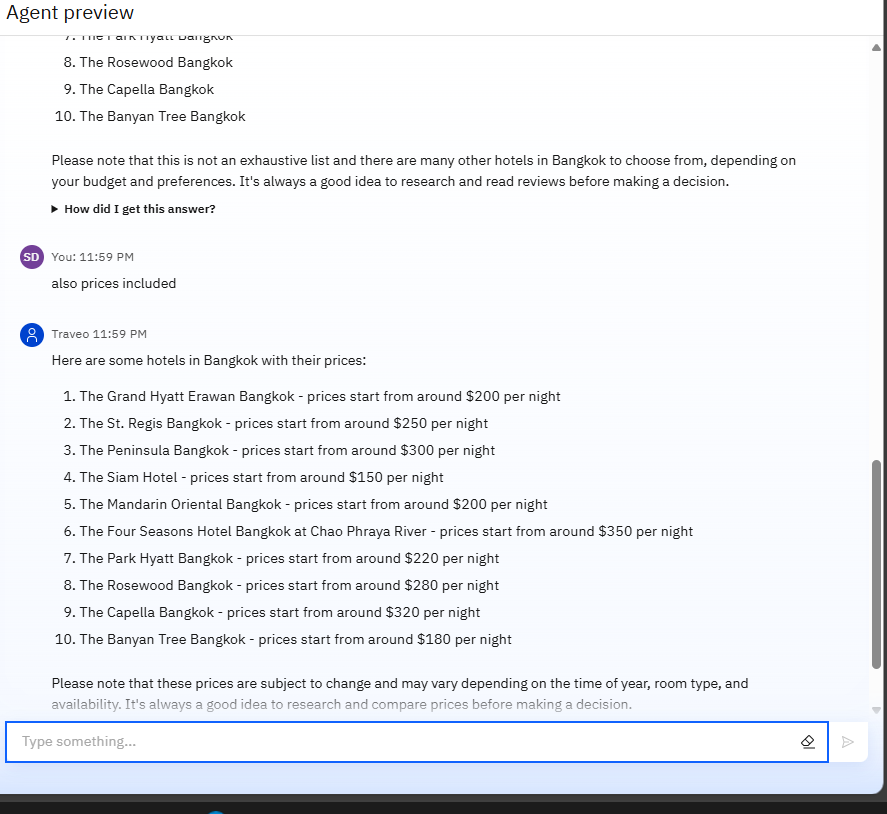 Agent preview
7. The Park Hyatt Bangkok
8. The Rosewood Bangkok
9. The Capella Bangkok
10. The Banyan Tree Bangkok
Please note that this is not an exhaustive list and there are many other hotels in Bangkok to choose from, depending on
your budget and preferences. It's always a good idea to research and read reviews before making a decision.
How did I get this answer?
SD
You: 11:59 PM
also prices included
Traveo 11:59 PM
Here are some hotels in Bangkok with their prices:
1. The Grand Hyatt Erawan Bangkok - prices start from around $200 per night
2. The St. Regis Bangkok - prices start from around $250 per night
3. The Peninsula Bangkok - prices start from around $300 per night
4. The Siam Hotel - prices start from around $150 per night
5. The Mandarin Oriental Bangkok - prices start from around $200 per night
6. The Four Seasons Hotel Bangkok at Chao Phraya River - prices start from around $350 per night
7. The Park Hyatt Bangkok - prices start from around $220 per night
8. The Rosewood Bangkok - prices start from around $280 per night
9. The Capella Bangkok - prices start from around $320 per night
10. The Banyan Tree Bangkok - prices start from around $180 per night
Please note that these prices are subject to change and may vary depending on the time of year, room type, and
availability. It's always a good idea to research and compare prices before making a decision.
Type something...